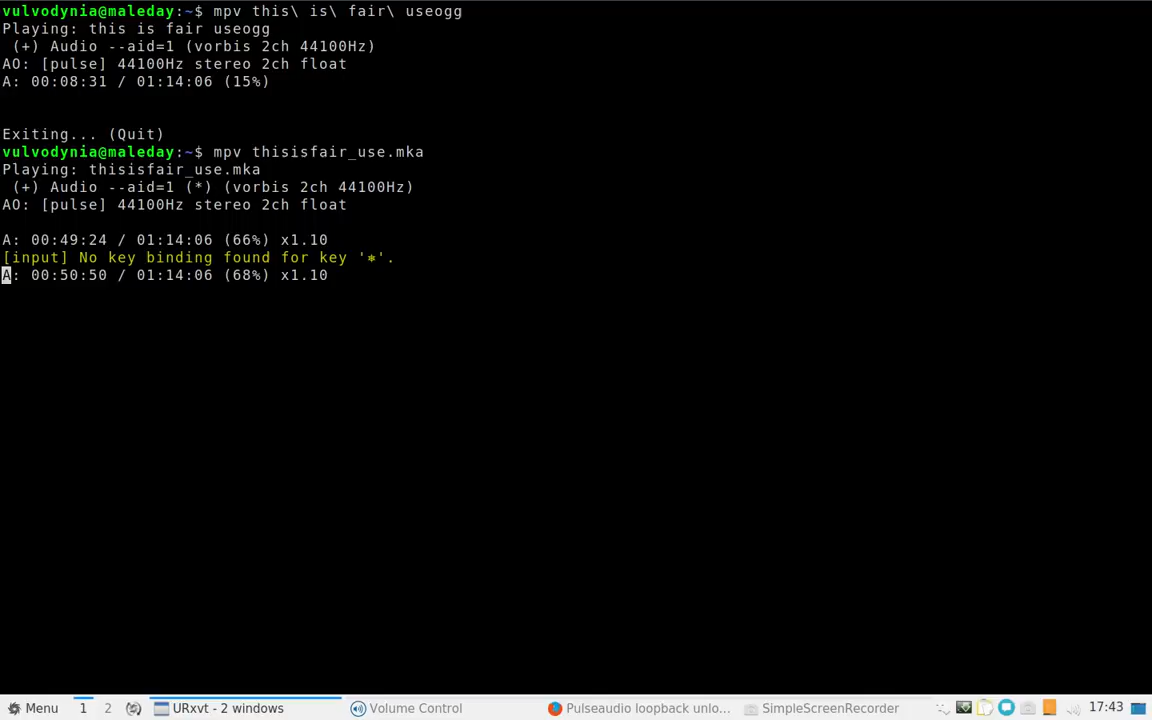 vulvodynia@maleday:~$ mpv this\ is\ fair\ useogg
Playing: this is fair useogg
(+) Audio --aid=1 (vorbis 2ch 44100Hz)
AO: [pulse] 44100Hz stereo 2ch float
A: 00:08:31 / 01:14:06 (15%)
Exiting... (Quit)
vulvodynia@maleday:~$ mpv thisisfair_use.mka
Playing: thisisfair_use.mka
(+) Audio --aid=1 (*) (vorbis 2ch 44100Hz)
AO: [pulse] 44100Hz stereo 2ch float
A: 00:49:24 / 01:14:06 (66%) x1.10
[input] No key binding found for key '*'.
A: 00:50:50 / 01:14:06 (68%) x1.10
Menu 1 2 URxvt - 2 windows Volume Control Pulseaudio loopback unlo... SimpleScreenRecorder 17:43